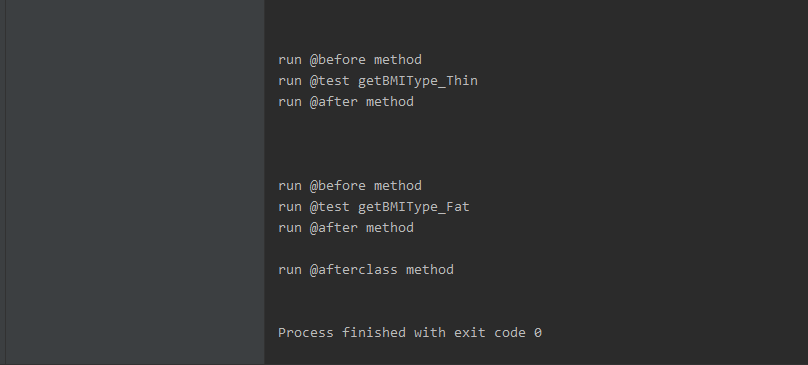 run @before method
run @test getBMIType_Thin
run @after method
run @before method
run @test getBMIType_Fat
run @after method
run @afterclass method
Process finished with exit code 0